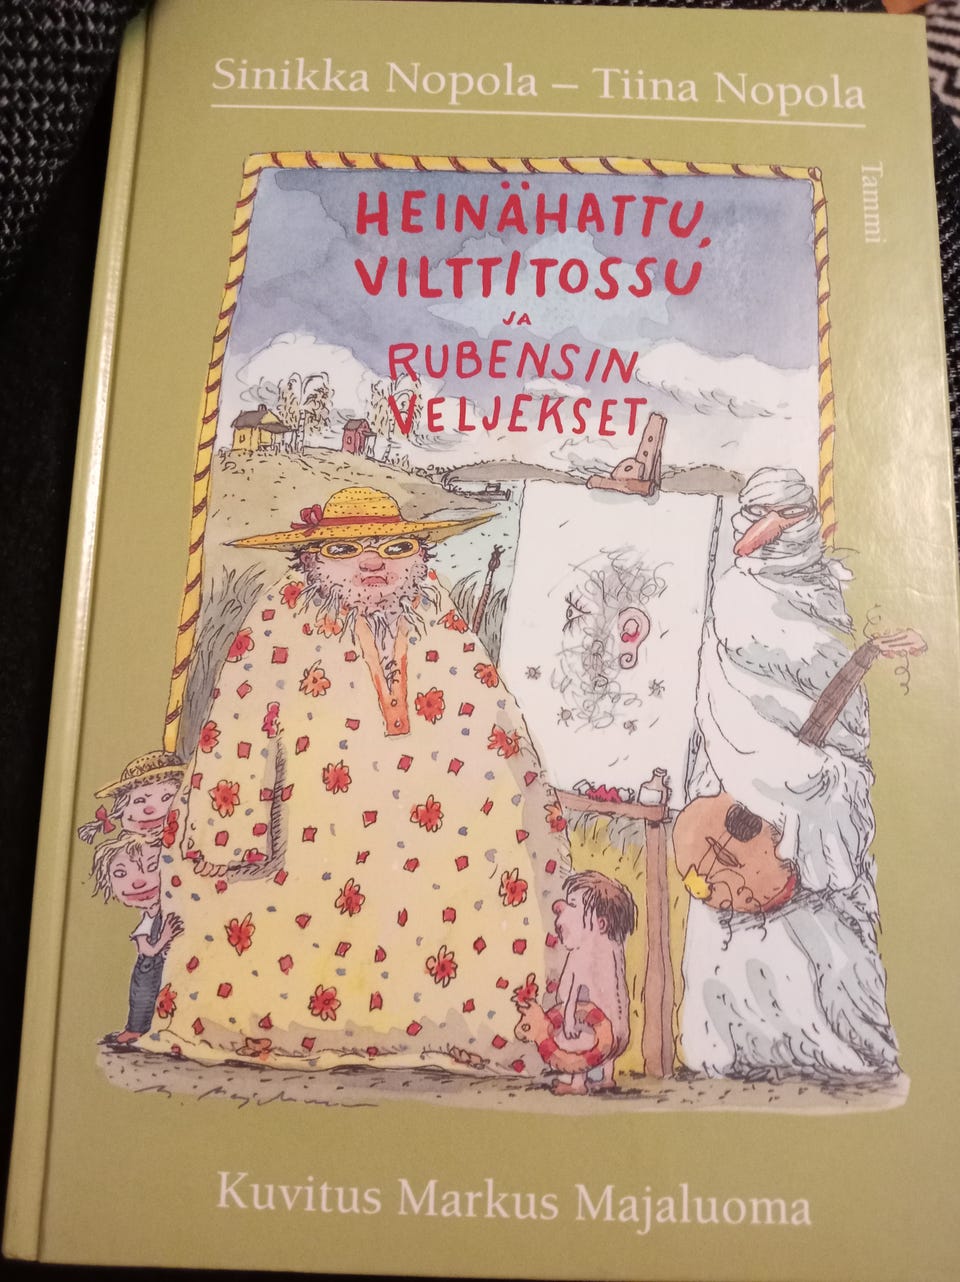 Sinikka Nopola – Tiina Nopola
Tammi
HEINÄHATTU,
VILTTITOSSU
JA
RUBENSIN
VELJEKSET
Kuvitus Markus Majaluoma